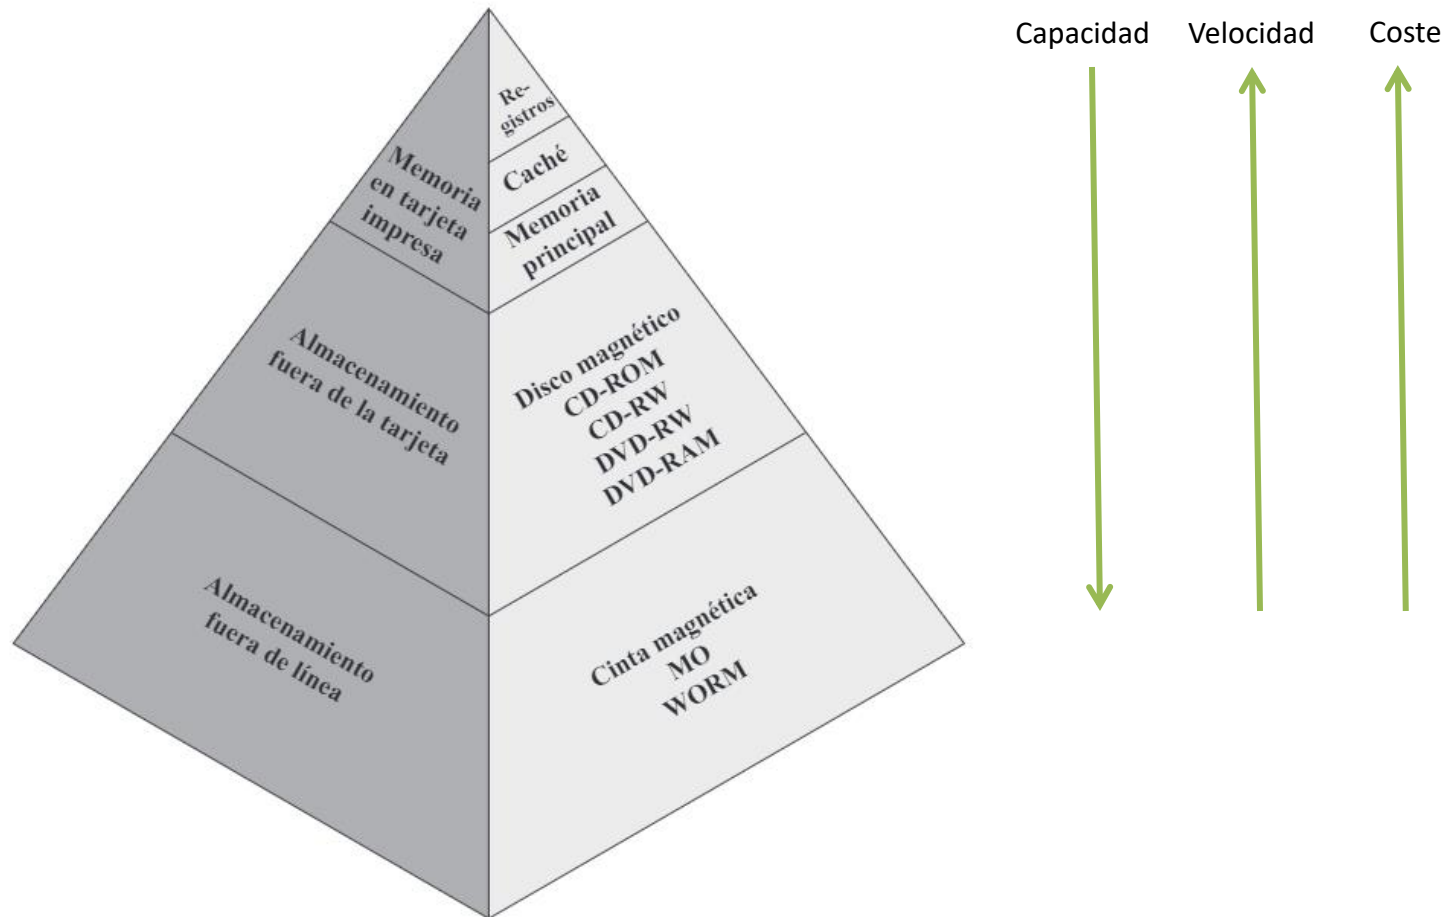 Capacidad Velocidad Coste
Re-
gistros
Caché
Memoria
principal
Memoria
en tarjeta
impresa
Disco magnético
CD-ROM
CD-RW
DVD-RW
DVD-RAM
Almacenamiento
fuera de la tarjeta
Cinta magnética
MO
WORM
Almacenamiento
fuera de línea